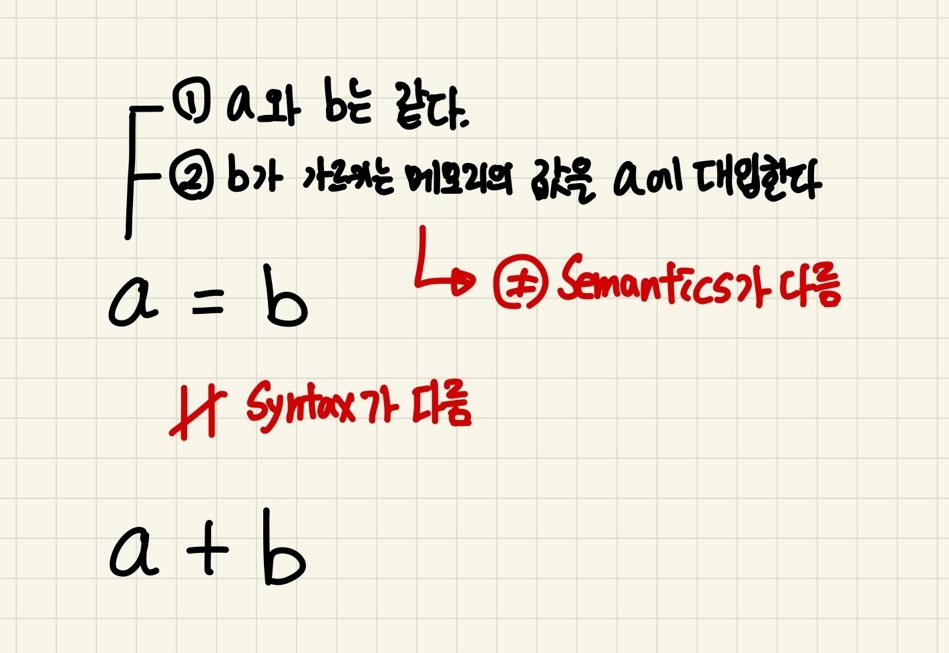 ① a와 b는 같다.
② b가 가르키는 메모리의 값을 a에 대입한다
a = b
≠ Semantics가 다름
Syntax가 다름
a + b